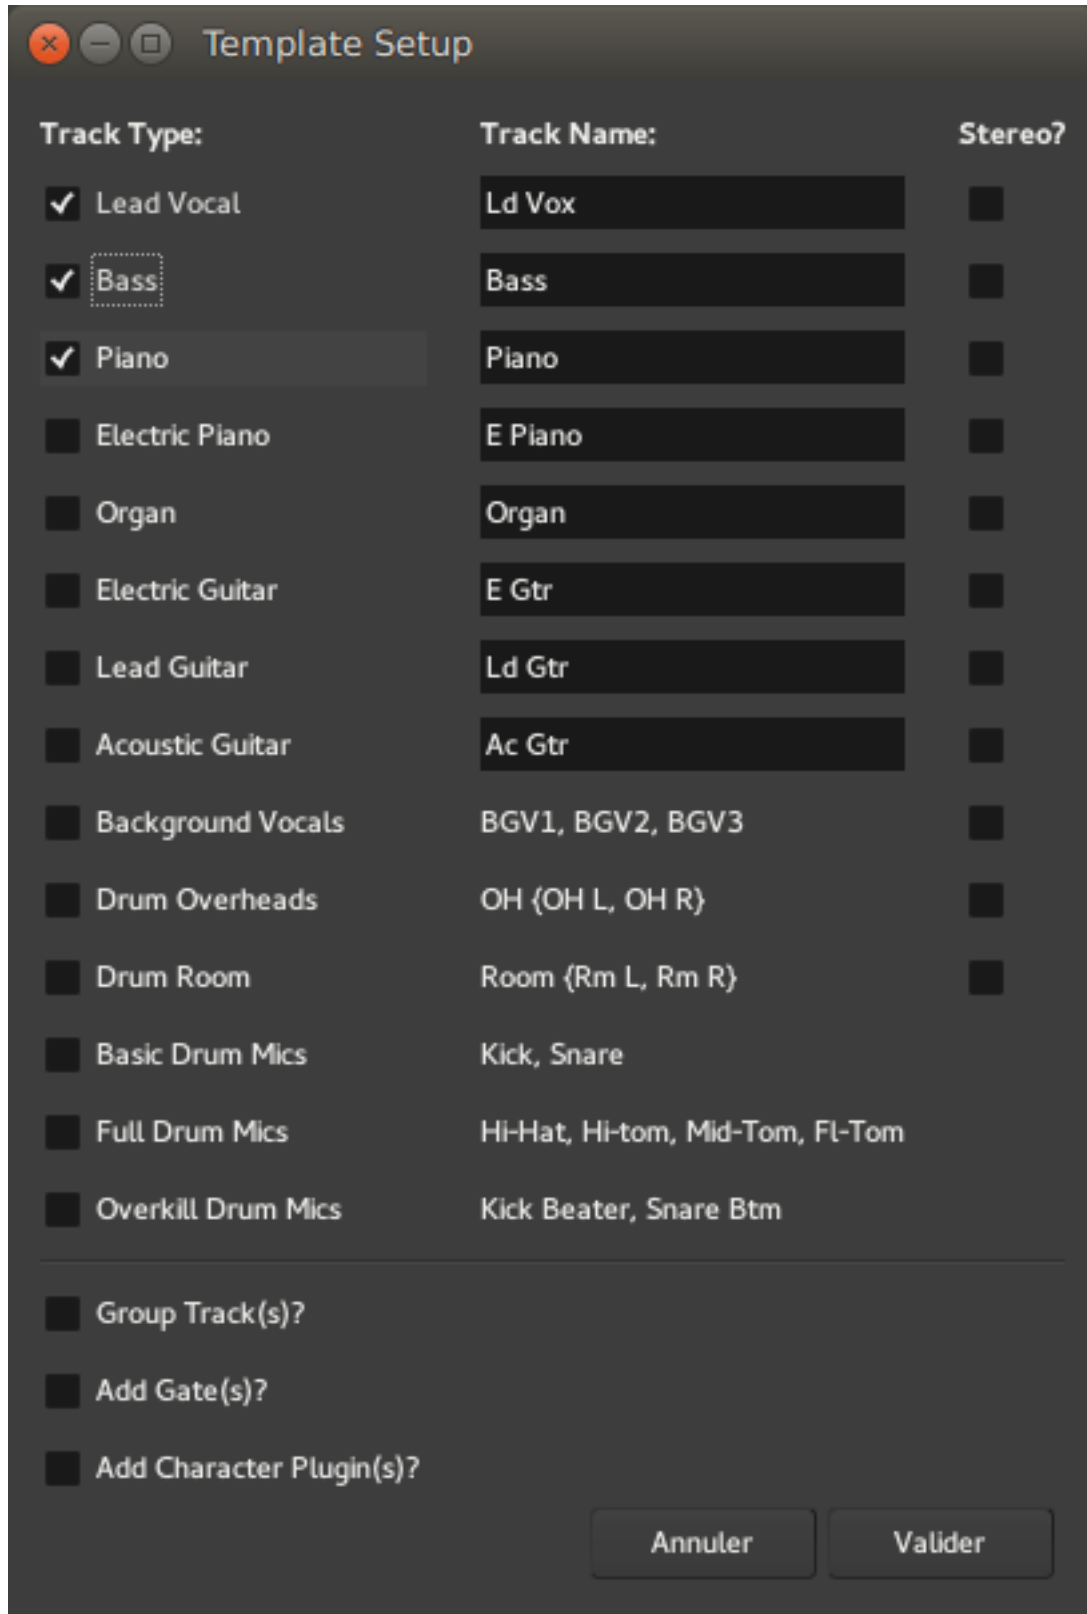 Template Setup
Track Type: Track Name: Stereo?
Lead Vocal Ld Vox
Bass Bass
Piano Piano
Electric Piano E Piano
Organ Organ
Electric Guitar E Gtr
Lead Guitar Ld Gtr
Acoustic Guitar Ac Gtr
Background Vocals BGV1, BGV2, BGV3
Drum Overheads OH {OH L, OH R}
Drum Room Room {Rm L, Rm R}
Basic Drum Mics Kick, Snare
Full Drum Mics Hi-Hat, Hi-tom, Mid-Tom, Fl-Tom
Overkill Drum Mics Kick Beater, Snare Btm
Group Track(s)?
Add Gate(s)?
Add Character Plugin(s)?
Annuler Valider